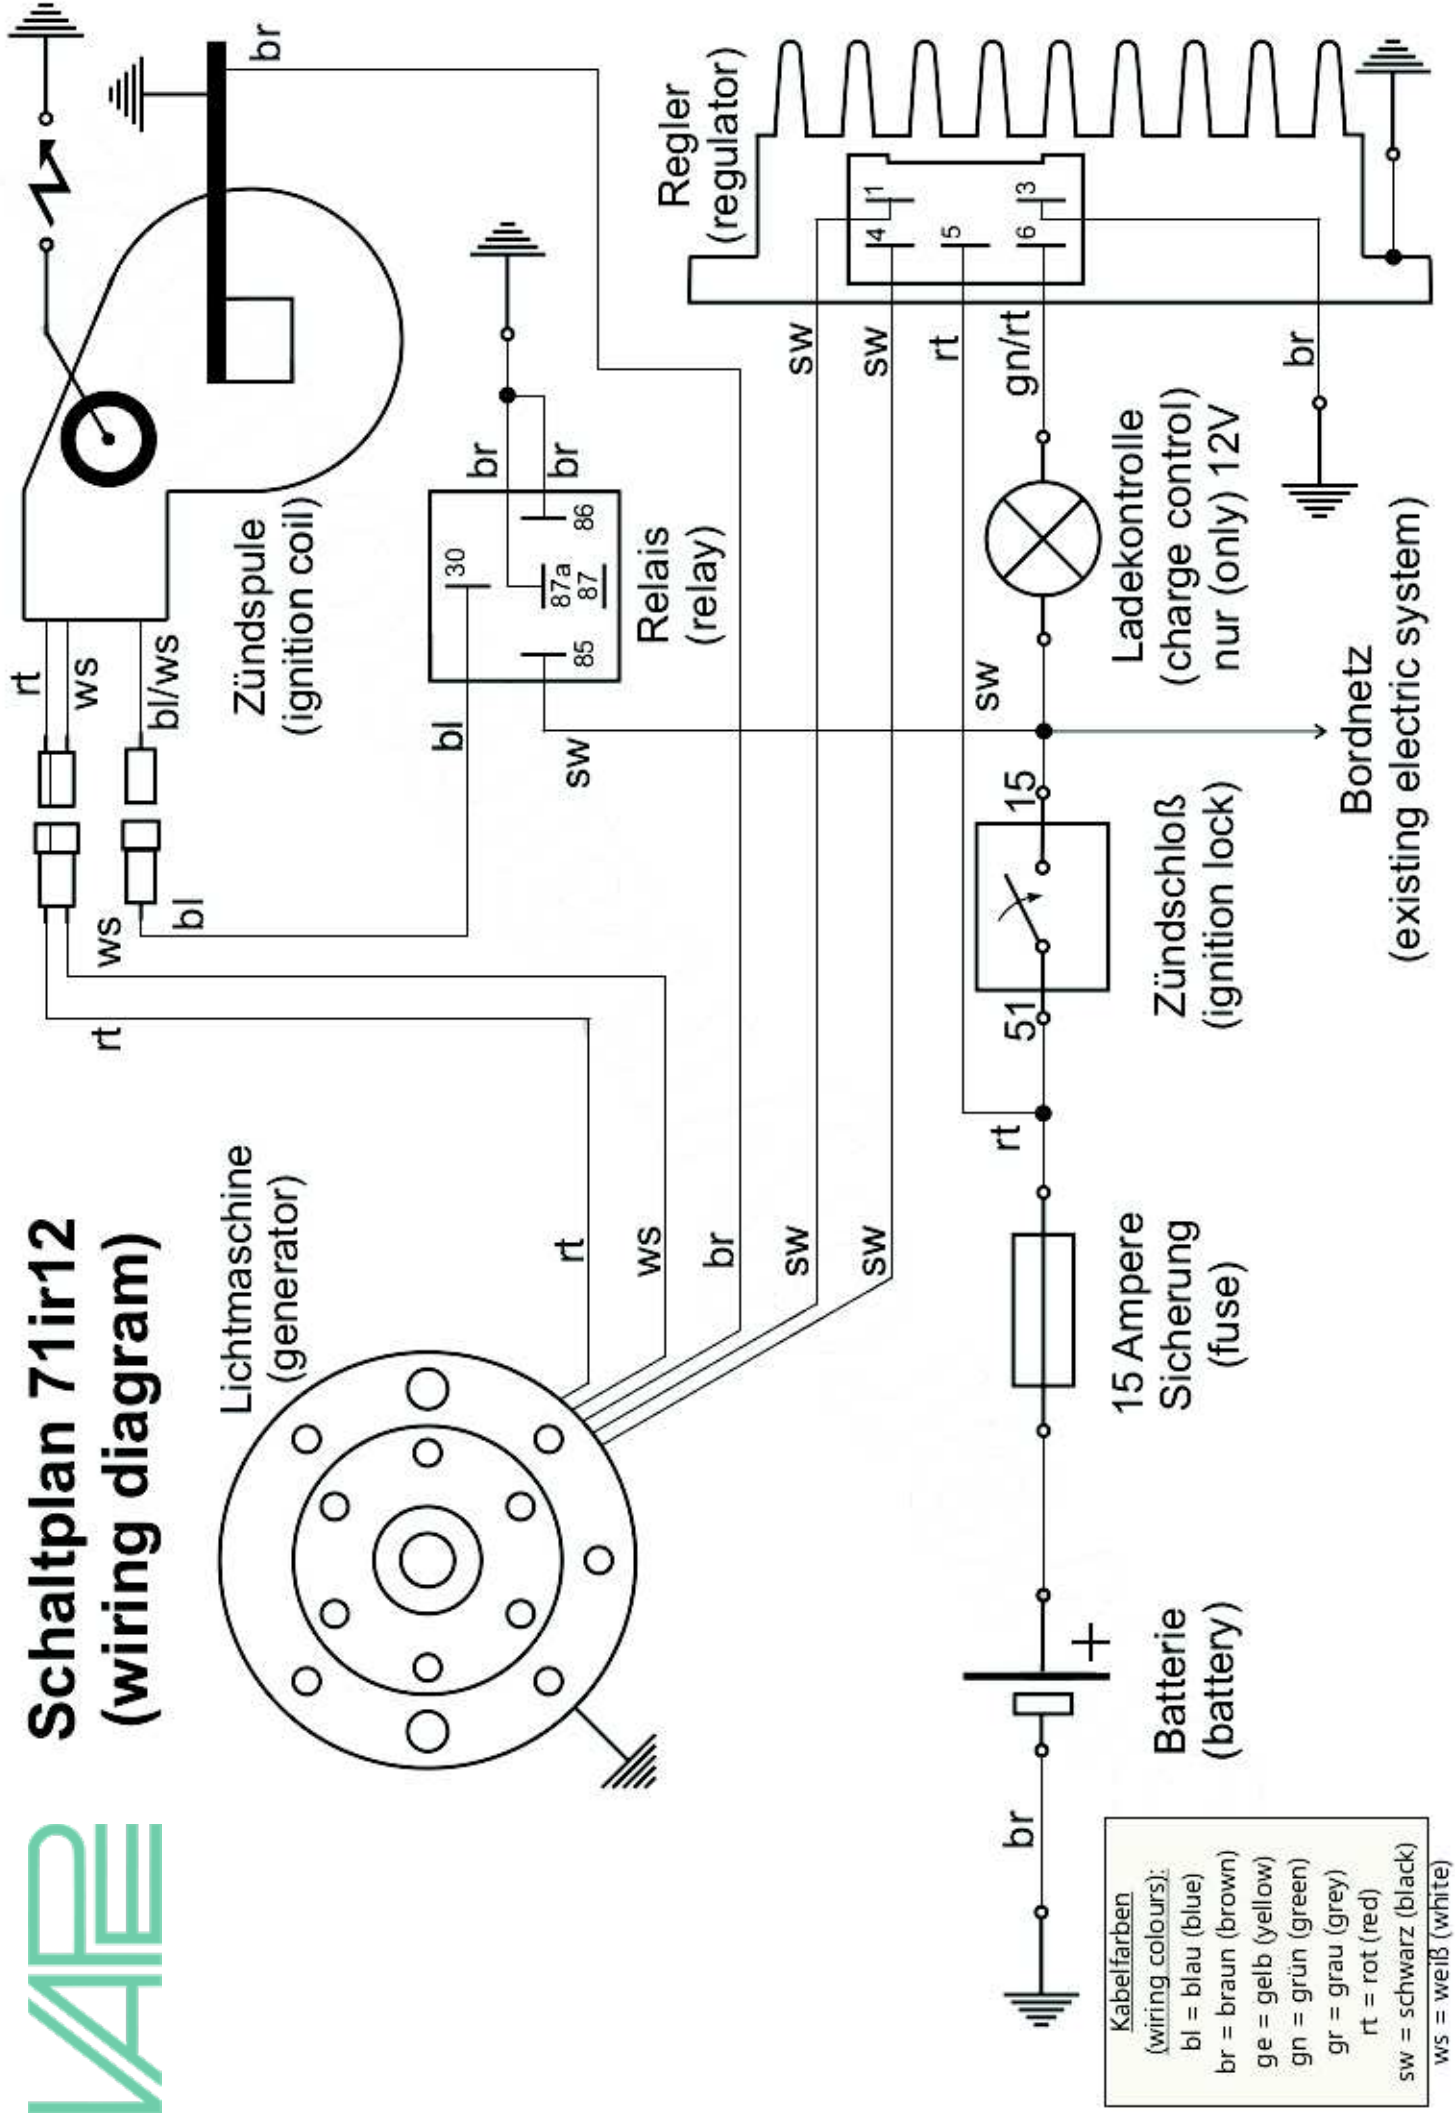 VAPE
Schaltplan 71ir12
(wiring diagram)
Lichtmaschine
(generator)
rt
ws
br
sw
sw
rt
ws
bl
rt
ws
bl/ws
Zündspule
(ignition coil)
br
bl
sw
30
85
87a
87
86
br
br
Relais
(relay)
Regler
(regulator)
1
4
5
3
6
sw
sw
rt
gn/rt
br
Ladekontrolle
(charge control)
nur (only) 12V
sw
15
51
Zündschloß
(ignition lock)
Bordnetz
(existing electric system)
rt
15 Ampere
Sicherung
(fuse)
+
Batterie
(battery)
br
Kabelfarben
(wiring colours):
bl = blau (blue)
br = braun (brown)
ge = gelb (yellow)
gn = grün (green)
gr = grau (grey)
rt = rot (red)
sw = schwarz (black)
ws = weiß (white)